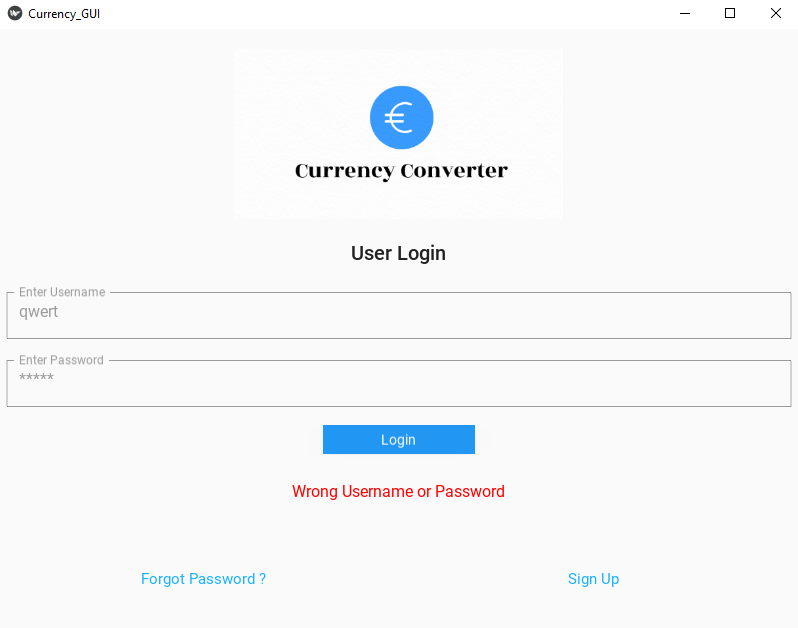 Currency_GUI
€
Currency Converter
User Login
Enter Username
qwert
Enter Password
*****
Login
Wrong Username or Password
Forgot Password ?
Sign Up